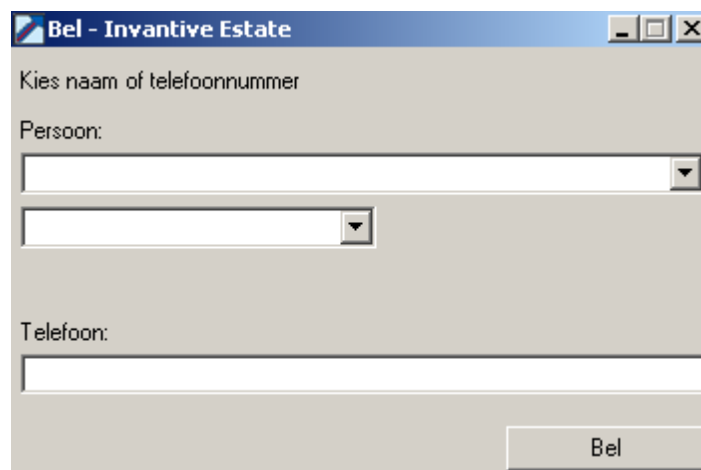 Bel - Invantive Estate
Kies naam of telefoonnummer
Persoon:
Telefoon:
Bel